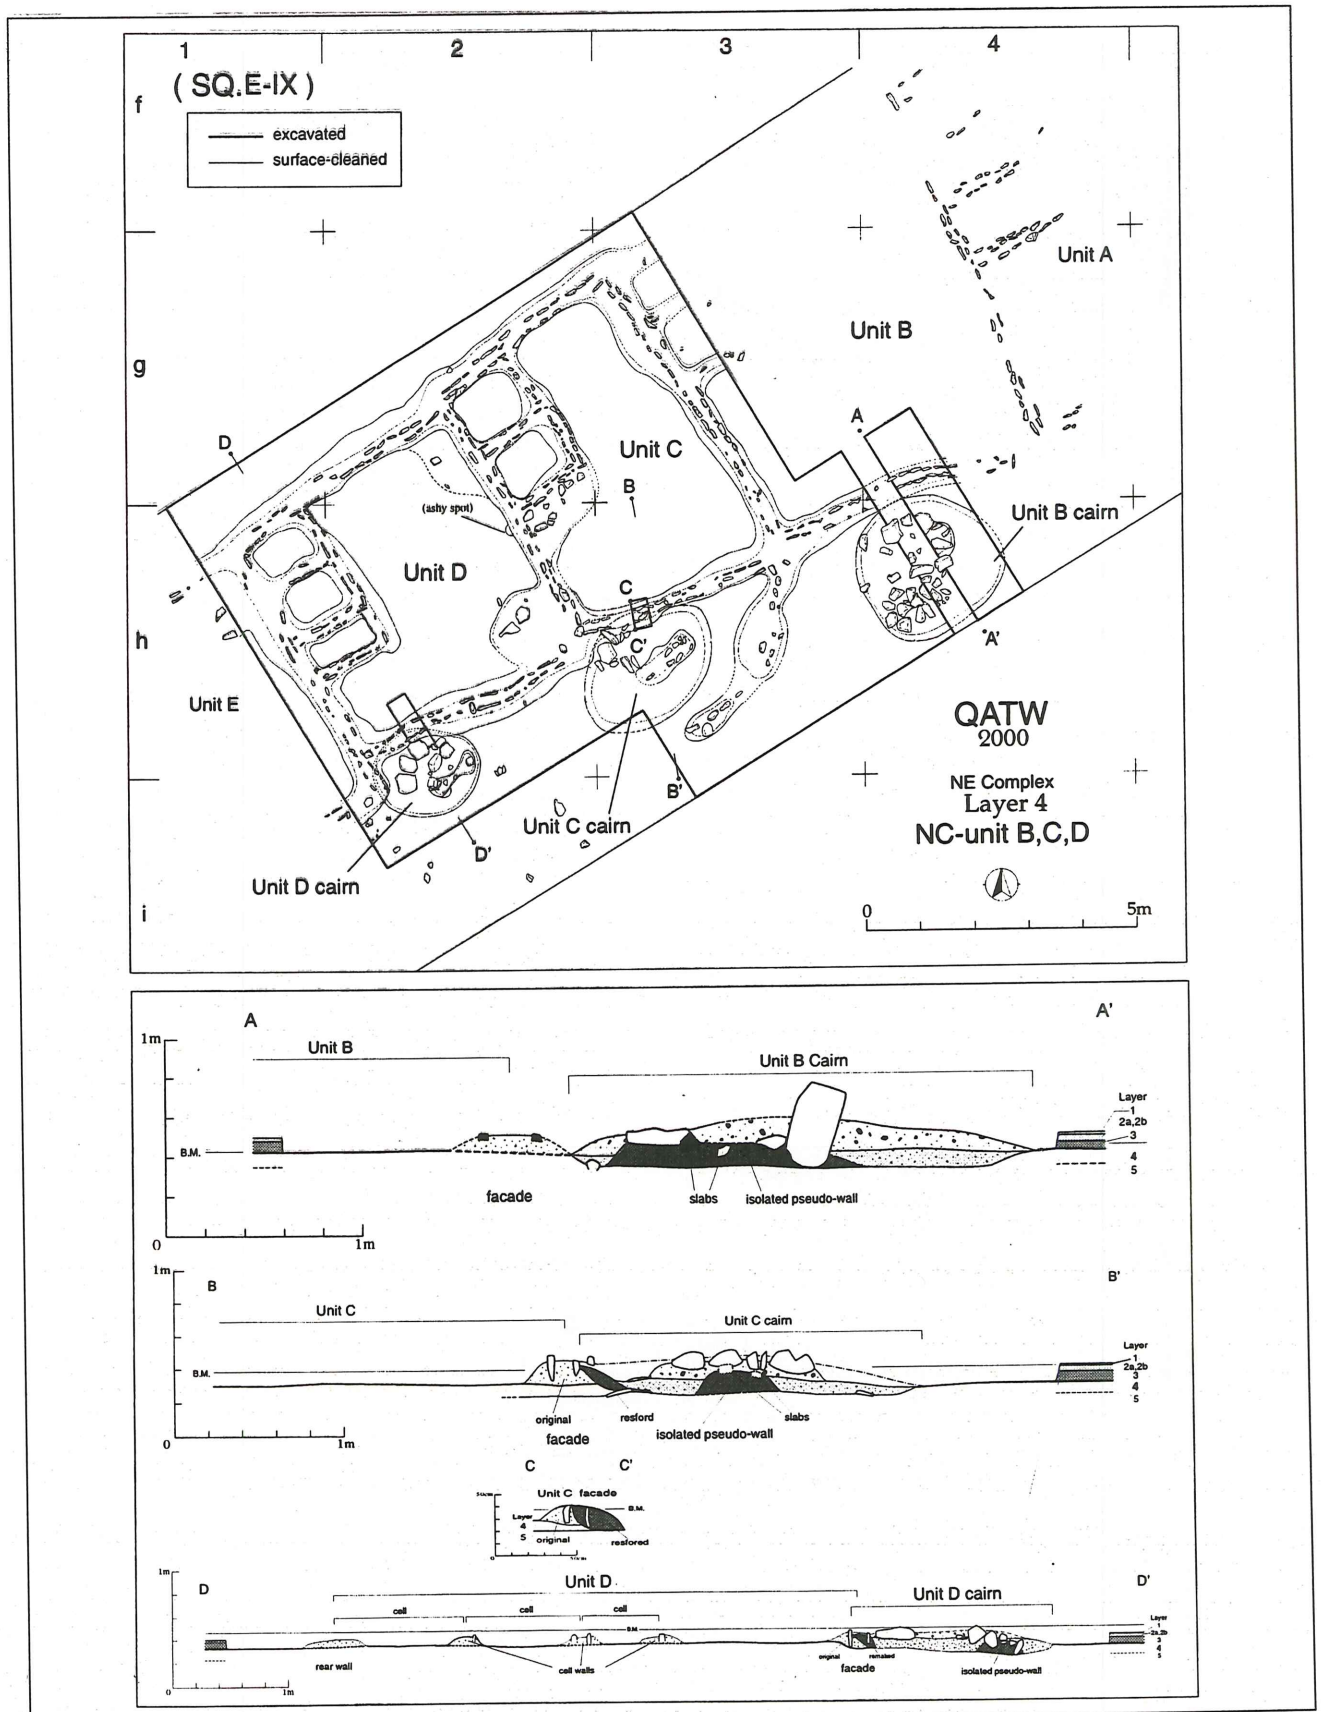 1 2 3 4
(SQ.E-IX)
f
excavated
surface-cleaned
Unit A
Unit B
g
A
D
Unit C
B
(ashy spot)
Unit B cairn
Unit D
C
h
C'
A'
Unit E
QATW
2000
NE Complex
Layer 4
NC-unit B,C,D
B'
Unit C cairn
D'
Unit D cairn
i
0 5m
A A'
1m
Unit B
Unit B Cairn
Layer
1
2a,2b
3
B.M.
4
5
facade
slabs isolated pseudo-wall
0 1m
1m
B B'
Unit C
Unit C cairn
Layer
1
2a,2b
3
B.M.
4
5
original resford slabs
facade isolated pseudo-wall
0 1m
C C'
Unit C facade
50cm
B.M.
Layer
4
5
original restored
0
1m
D Unit D D'
Unit D cairn
cell cell cell
B.M.
Layer
1
2a,2b
3
4
5
rear wall cell walls
original remaked
facade isolated pseudo-wall
0 1m